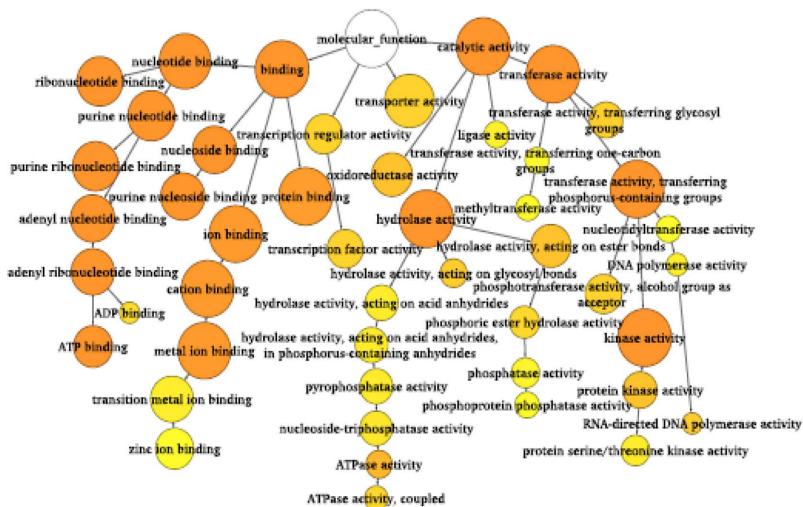 molecular_function
nucleotide binding
binding
catalytic activity
ribonucleotide binding
transferase activity
transporter activity
purine nucleotide binding
transferase activity, transferring glycosyl
groups
transcription regulator activity
ligase activity
nucleoside binding
transferase activity, transferring one-carbon
groups
purine ribonucleotide binding
oxidoreductase activity
transferase activity, transferring
phosphorus-containing groups
purine nucleoside binding
protein binding
methyltransferase activity
adenyl nucleotide binding
hydrolase activity
ion binding
nucleotidyltransferase activity
transcription factor activity
hydrolase activity, acting on ester bonds
DNA polymerase activity
adenyl ribonucleotide binding
hydrolase activity, acting on glycosyl bonds
cation binding
phosphotransferase activity, alcohol group as
acceptor
hydrolase activity, acting on acid anhydrides
ADP binding
phosphoric ester hydrolase activity
ATP binding
metal ion binding
hydrolase activity, acting on acid anhydrides,
in phosphorus-containing anhydrides
kinase activity
phosphatase activity
pyrophosphatase activity
protein kinase activity
transition metal ion binding
phosphoprotein phosphatase activity
RNA-directed DNA polymerase activity
nucleoside-triphosphatase activity
zinc ion binding
protein serine/threonine kinase activity
ATPase activity
ATPase activity, coupled